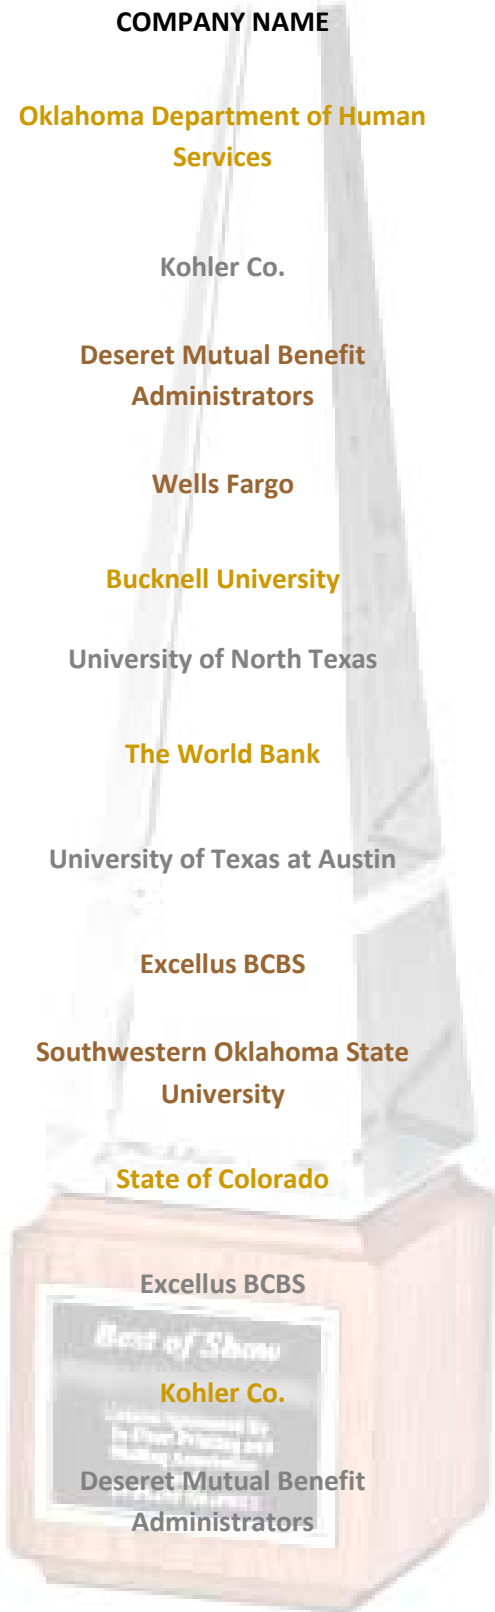 COMPANY NAME
Oklahoma Department of Human
Services
Kohler Co.
Deseret Mutual Benefit
Administrators
Wells Fargo
Bucknell University
University of North Texas
The World Bank
University of Texas at Austin
Excellus BCBS
Southwestern Oklahoma State
University
State of Colorado
Excellus BCBS
Best of Show
Kohler Co.
Deseret Mutual Benefit
Administrators